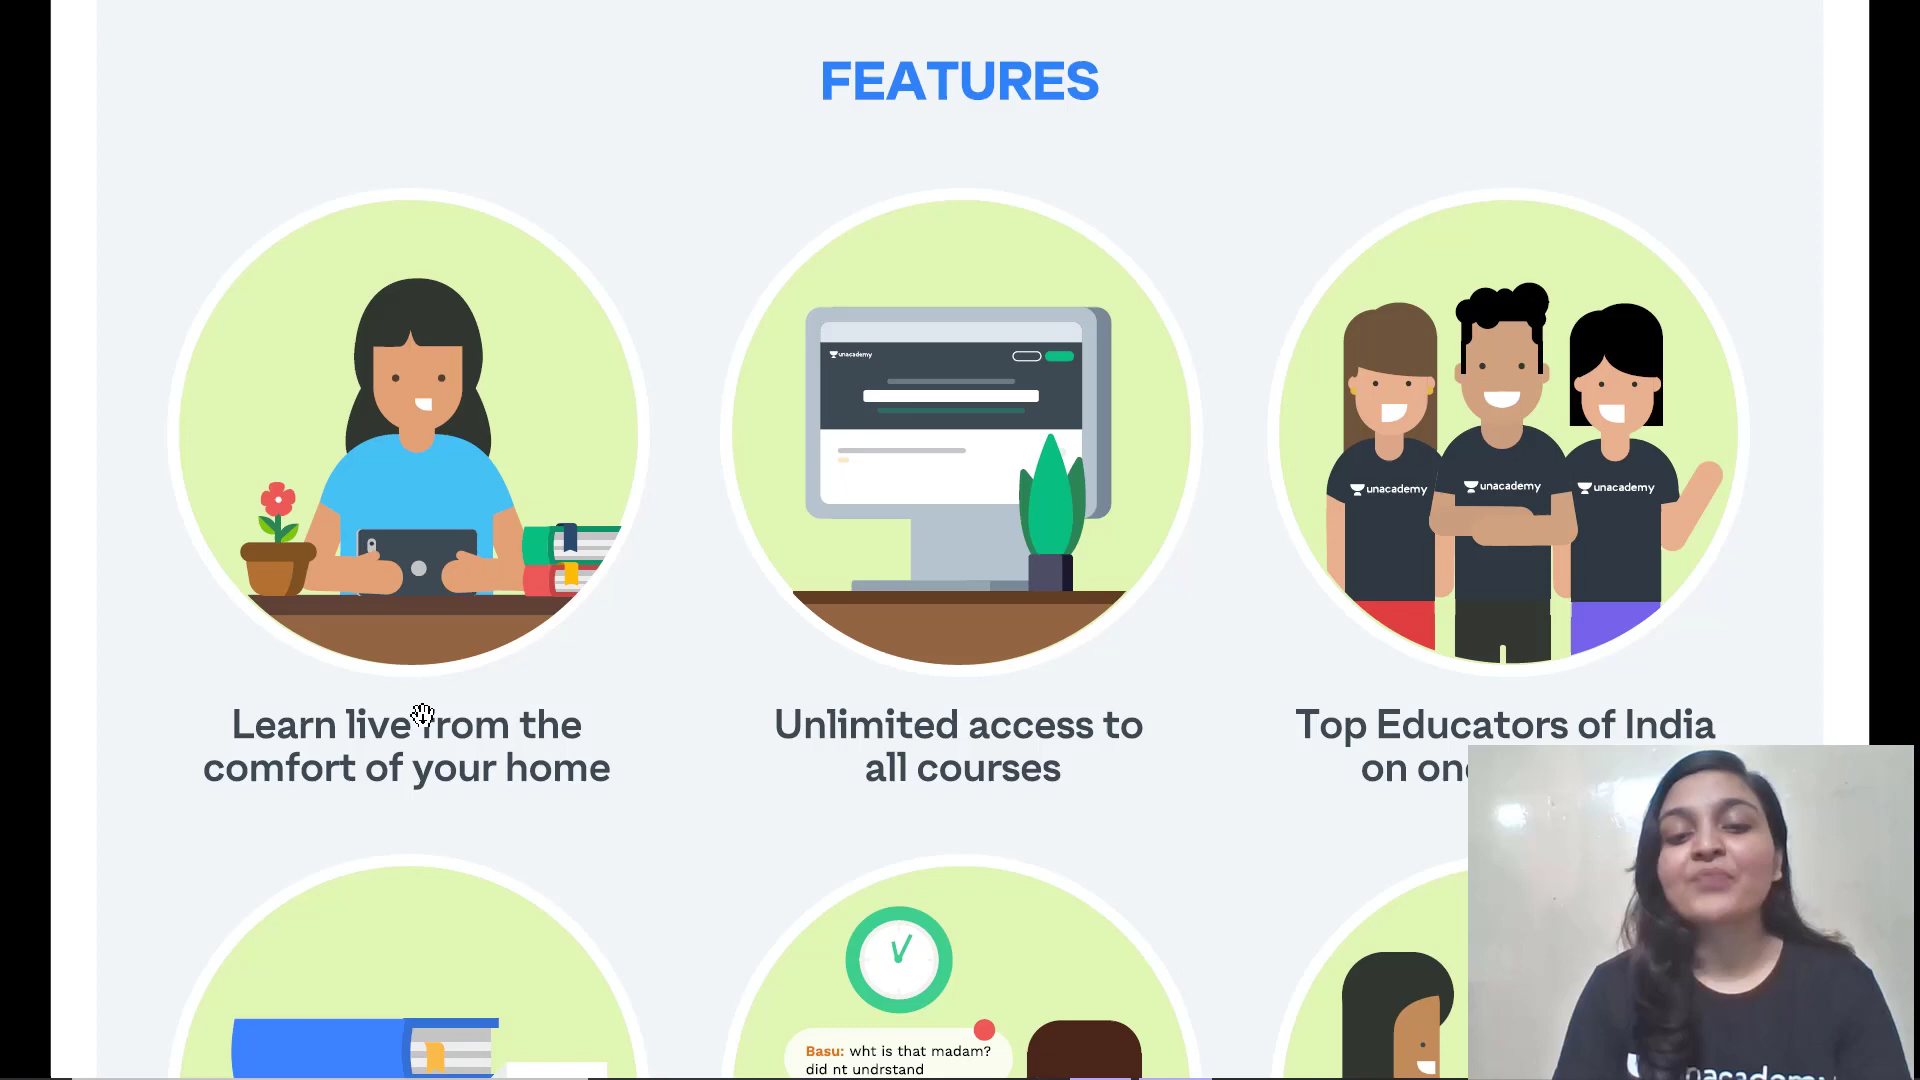 FEATURES
unacademy
unacademy
unacademy
unacademy
Learn live from the
comfort of your home
Unlimited access to
all courses
Top Educators of India
on
Basu: wht is that madam?
did nt undrstand